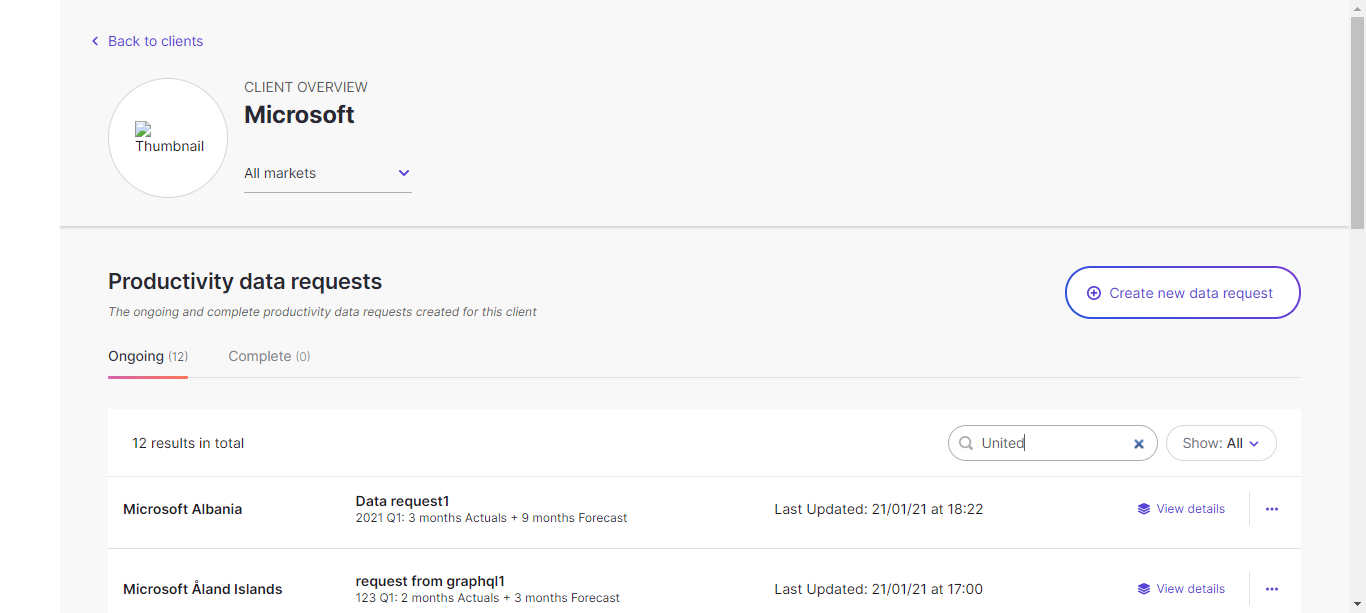 Back to clients
CLIENT OVERVIEW
Microsoft
Thumbnail
All markets
Productivity data requests
Create new data request
The ongoing and complete productivity data requests created for this client
Ongoing (12) Complete (0)
12 results in total United Show: All
Microsoft Albania Data request1 Last Updated: 21/01/21 at 18:22 View details
2021 Q1: 3 months Actuals + 9 months Forecast
Microsoft Åland Islands request from graphql1 Last Updated: 21/01/21 at 17:00 View details
123 Q1: 2 months Actuals + 3 months Forecast